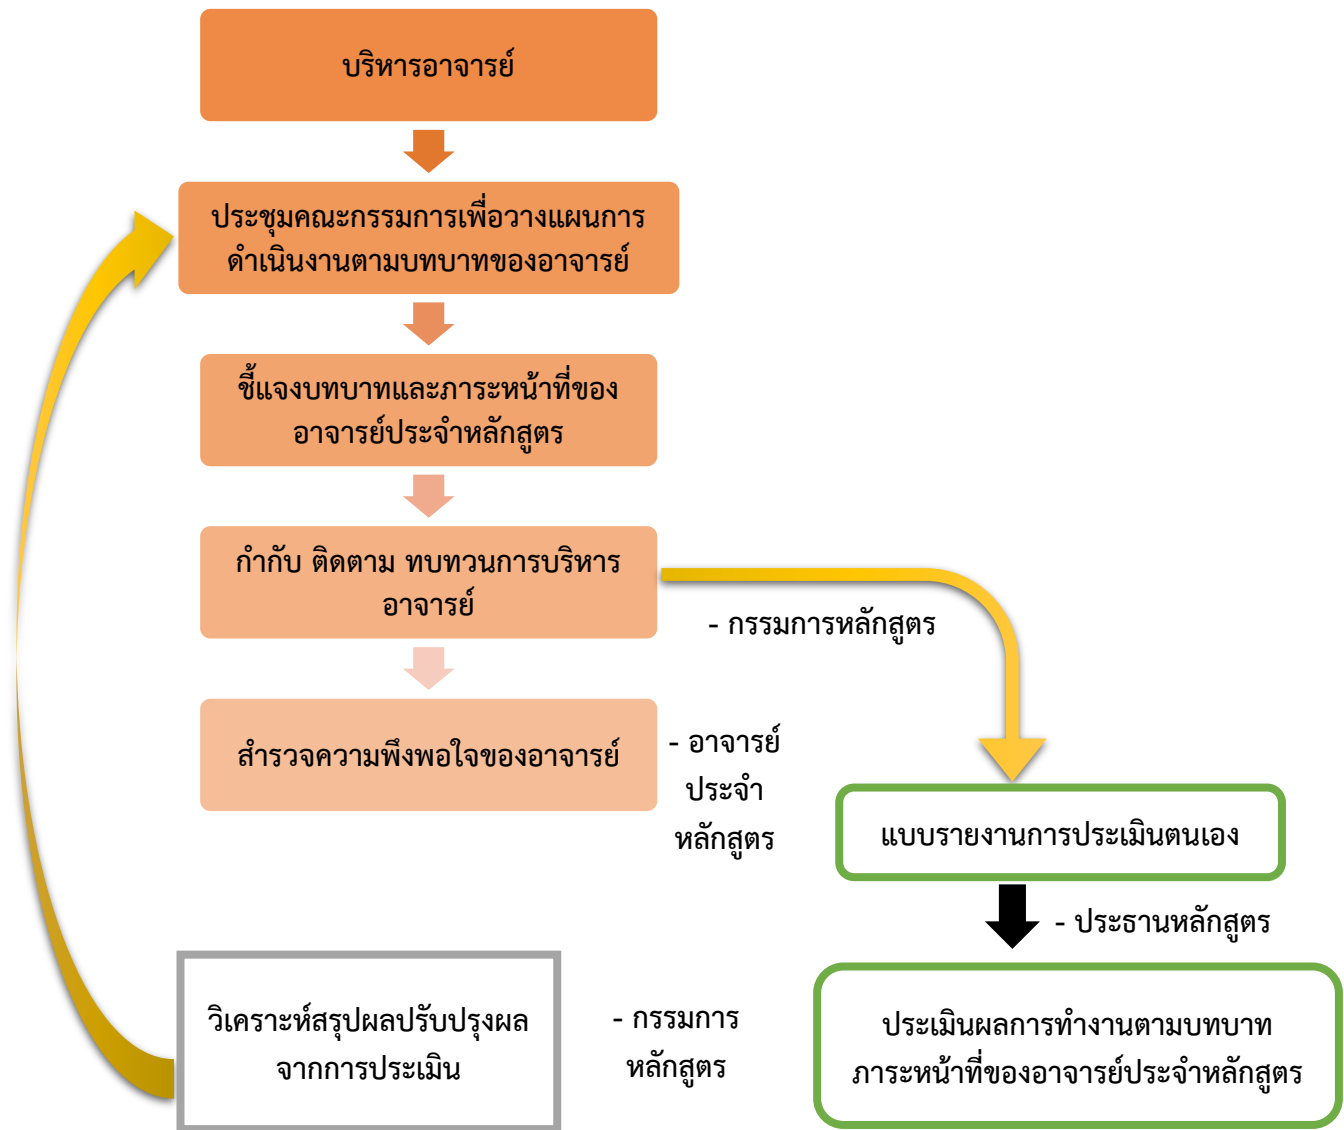 บริหารอาจารย์
ประชุมคณะกรรมการเพื่อวางแผนการ
ดำเนินงานตามบทบาทของอาจารย์
ชี้แจงบทบาทและภาระหน้าที่ของ
อาจารย์ประจำหลักสูตร
กำกับ ติดตาม ทบทวนการบริหาร
อาจารย์
- กรรมการหลักสูตร
สำรวจความพึงพอใจของอาจารย์
- อาจารย์
ประจำ
หลักสูตร
แบบรายงานการประเมินตนเอง
- ประธานหลักสูตร
วิเคราะห์สรุปผลปรับปรุงผล
จากการประเมิน
- กรรมการ
หลักสูตร
ประเมินผลการทำงานตามบทบาท
ภาระหน้าที่ของอาจารย์ประจำหลักสูตร